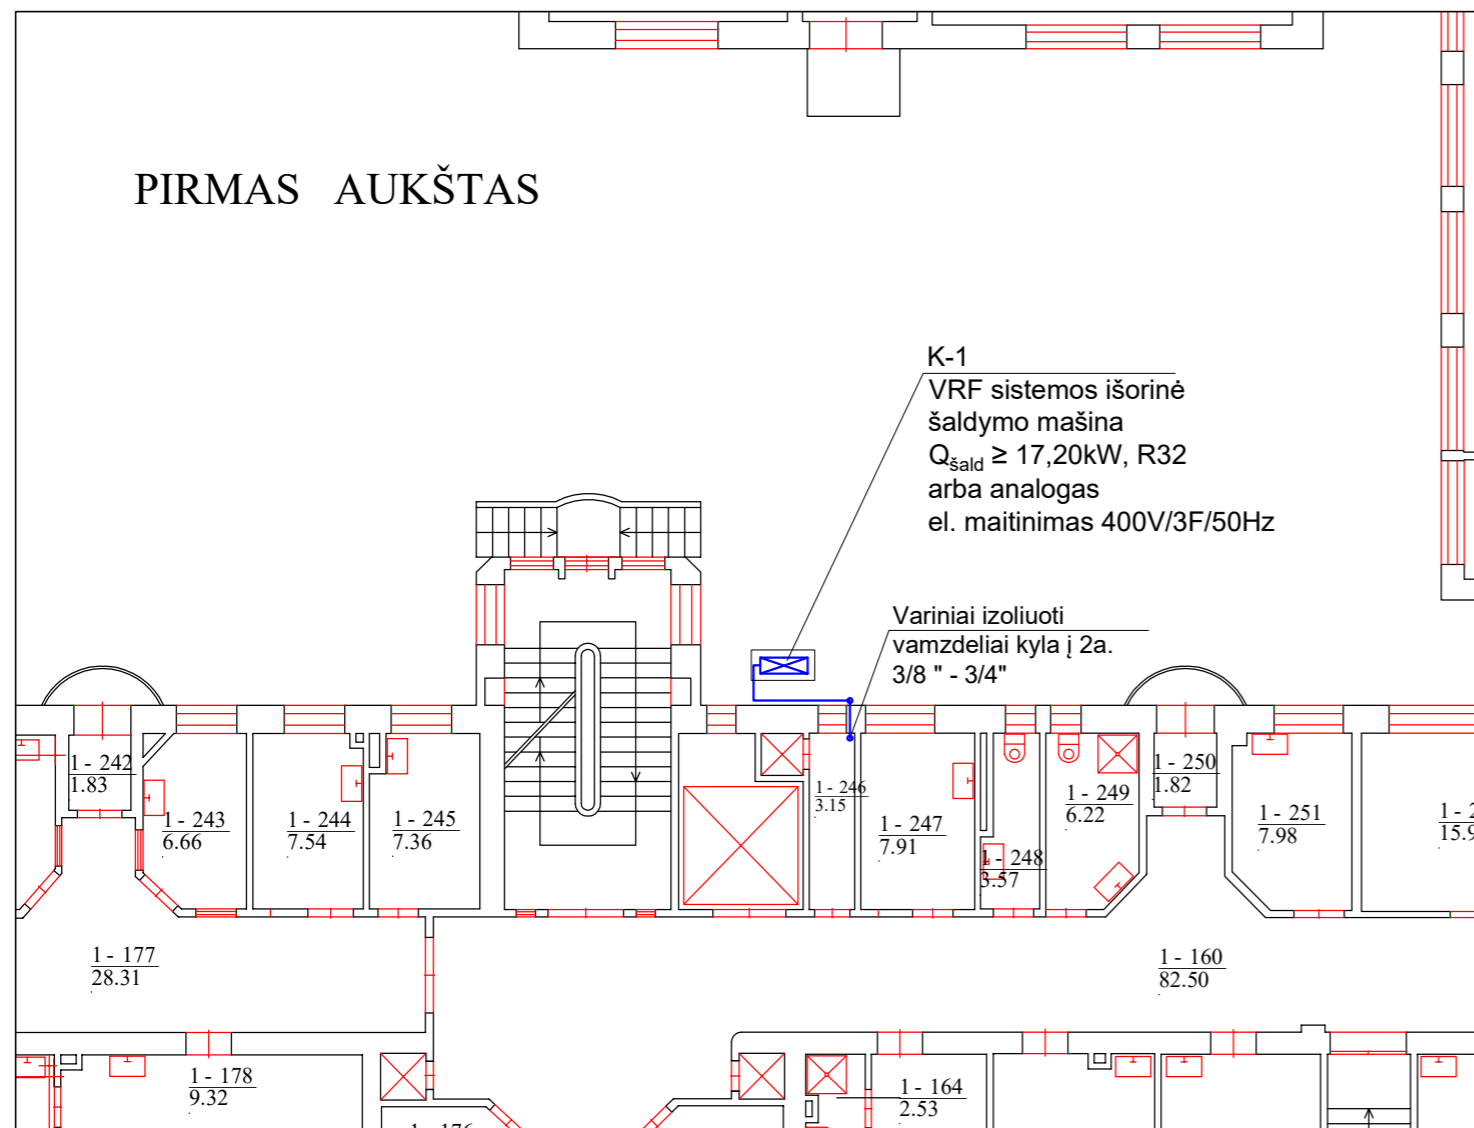 PIRMAS AUKŠTAS
K-1
VRF sistemos išorinė
šaldymo mašina
Qšald ≥ 17,20kW, R32
arba analogas
el. maitinimas 400V/3F/50Hz
Variniai izoliuoti
vamzdeliai kyla į 2a.
3/8 " - 3/4"
1 - 242
1.83
1 - 243
6.66
1 - 244
7.54
1 - 245
7.36
1 - 246
3.15
1 - 247
7.91
1 - 248
3.57
1 - 249
6.22
1 - 250
1.82
1 - 251
7.98
1 - 177
28.31
1 - 160
82.50
1 - 178
9.32
1 - 164
2.53